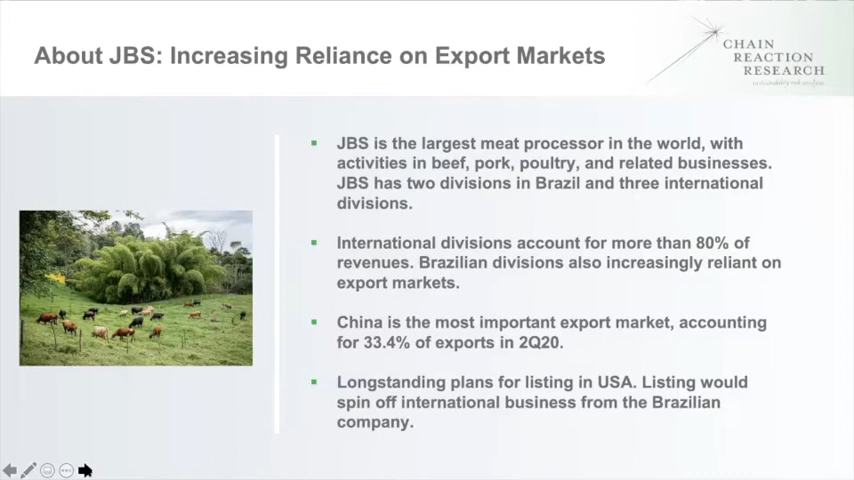 About JBS: Increasing Reliance on Export Markets
CHAIN
REACTION
RESEARCH
sustainability risk analysis
JBS is the largest meat processor in the world, with
activities in beef, pork, poultry, and related businesses.
JBS has two divisions in Brazil and three international
divisions.
International divisions account for more than 80% of
revenues. Brazilian divisions also increasingly reliant on
export markets.
China is the most important export market, accounting
for 33.4% of exports in 2Q20.
Longstanding plans for listing in USA. Listing would
spin off international business from the Brazilian
company.